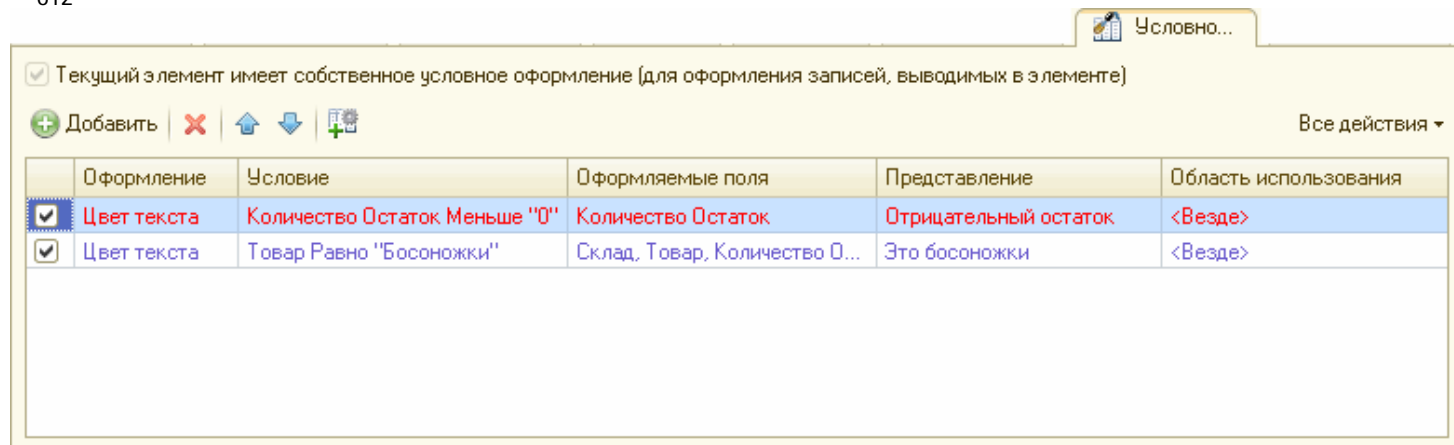 Условно...
Текущий элемент имеет собственное условное оформление (для оформления записей, выводимых в элементе)
Добавить Все действия
Оформление Условие Оформляемые поля Представление Область использования
Цвет текста Количество Остаток Меньше "0" Количество Остаток Отрицательный остаток <Везде>
Цвет текста Товар Равно "Босоножки" Склад, Товар, Количество О... Это босоножки <Везде>